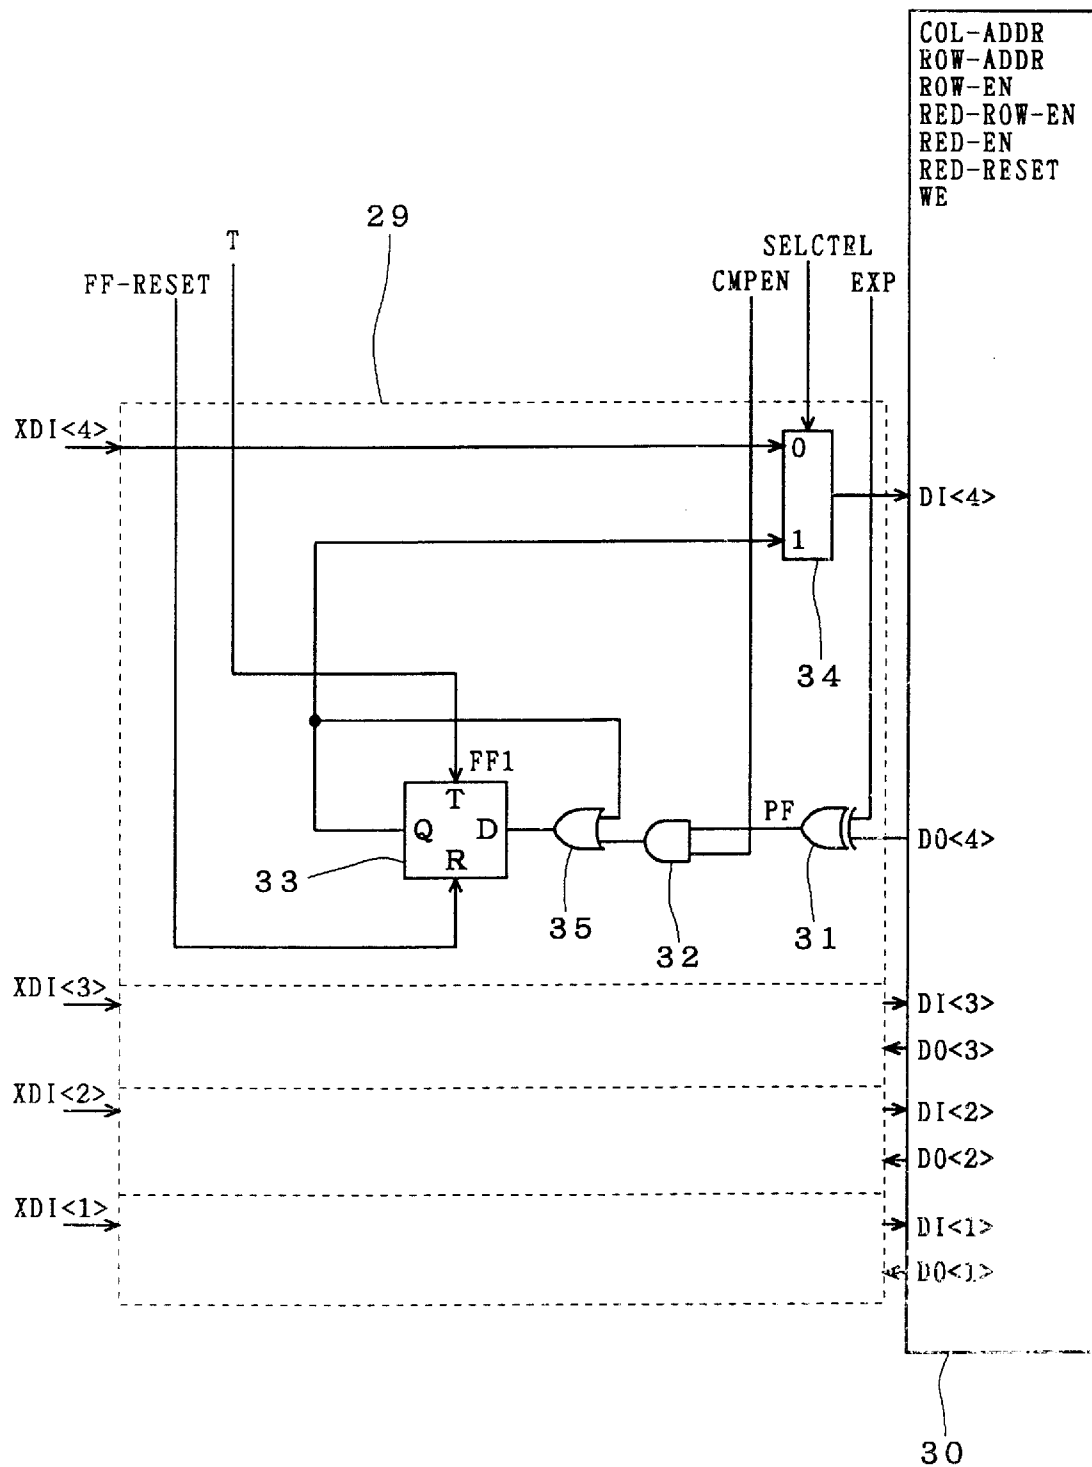 COL-ADDR
ROW-ADDR
ROW-EN
RED-ROW-EN
RED-EN
RED-RESET
WE
29
T
SELCTRL
FF-RESET
CMPEN
EXP
XDI<4>
0
DI<4>
1
34
FF1
T
PF
Q
D
DO<4>
R
33
35
32
31
XDI<3>
DI<3>
DO<3>
XDI<2>
DI<2>
DO<2>
XDI<1>
DI<1>
DO<1>
30